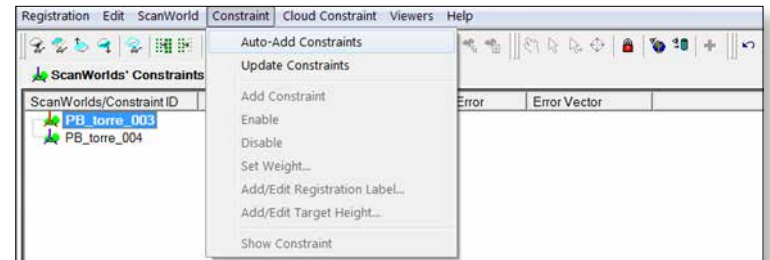 Registration Edit ScanWorld Constraint Cloud Constraint Viewers Help
Auto-Add Constraints
Update Constraints
ScanWorlds' Constraints
Add Constraint
ScanWorlds/Constraint ID Error Error Vector
PB_torre_003
Enable
PB_torre_004
Disable
Set Weight...
Add/Edit Registration Label...
Add/Edit Target Height...
Show Constraint